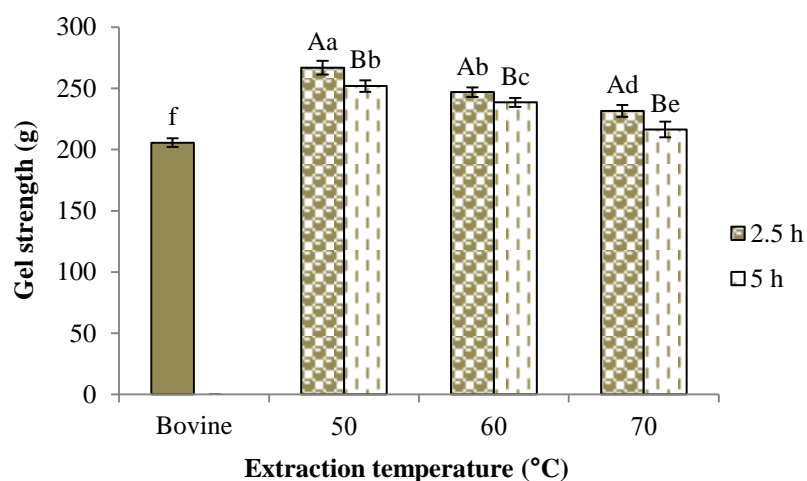 Gel strength (g)
300
250
200
150
100
50
0
f
Aa
Bb
Ab
Bc
Ad
Be
Bovine
50
60
70
Extraction temperature (°C)
2.5 h
5 h